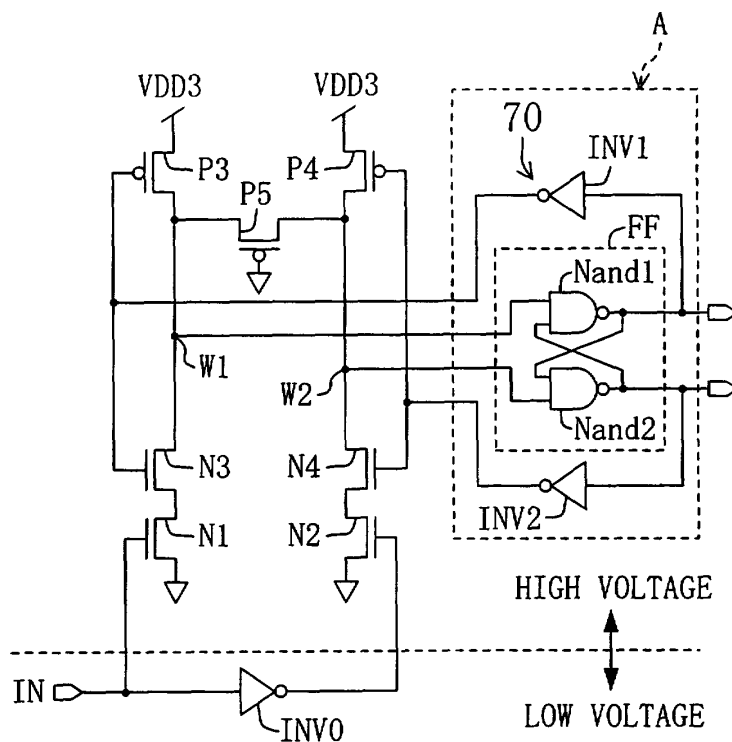 A
VDD3 VDD3
70
INV1
P3 P4
P5
FF
Nand1
W1
W2
Nand2
N3 N4
INV2
N1 N2
HIGH VOLTAGE
IN
INV0
LOW VOLTAGE